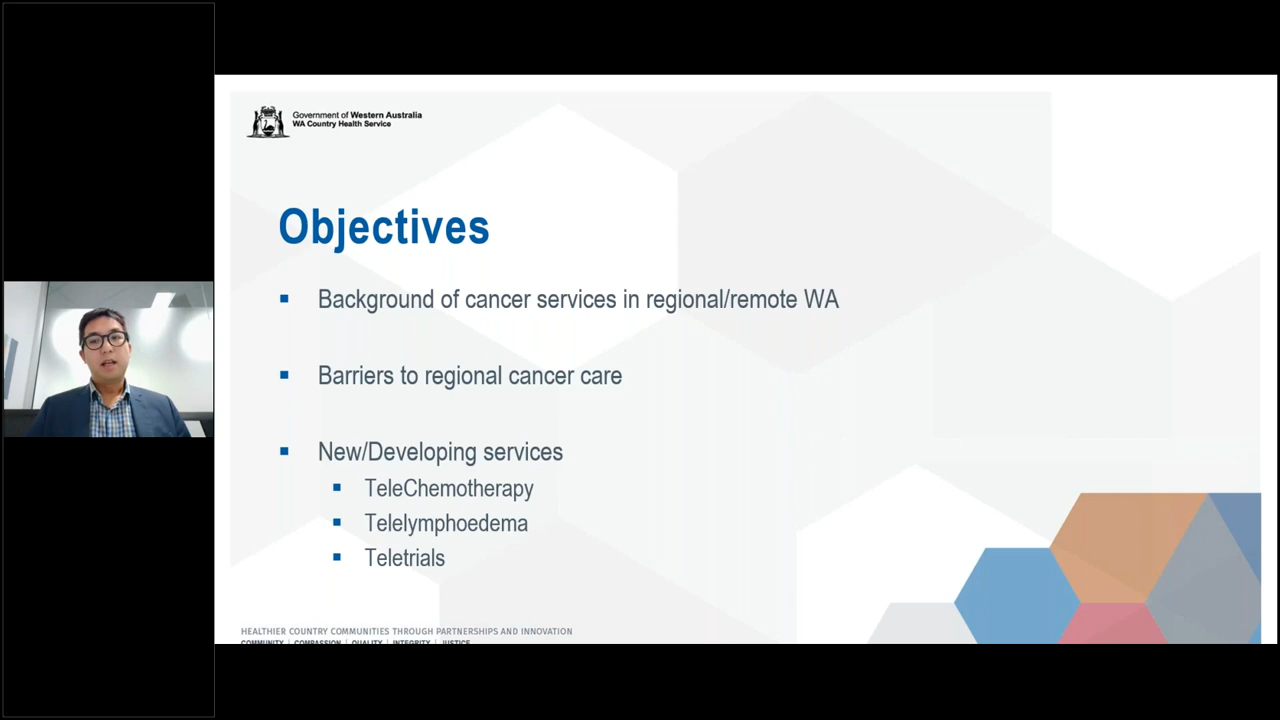 Government of Western Australia
WA Country Health Service
Objectives
Background of cancer services in regional/remote WA
Barriers to regional cancer care
New/Developing services
TeleChemotherapy
Telelymphoedema
Teletrials
HEALTHIER COUNTRY COMMUNITIES THROUGH PARTNERSHIPS AND INNOVATION
COMMUNITY | COMPASSION | QUALITY | INTEGRITY | JUSTICE